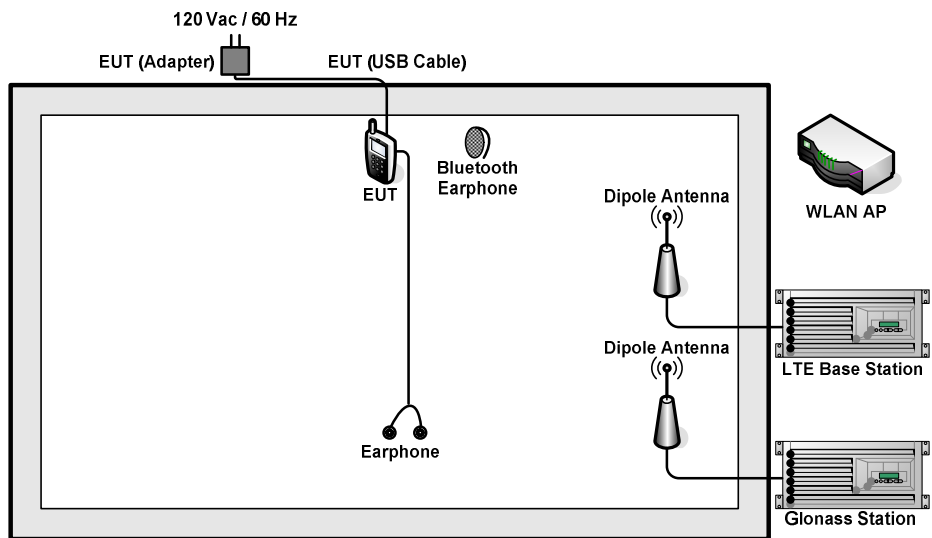 120 Vac / 60 Hz
EUT (Adapter)
EUT (USB Cable)
EUT
Bluetooth
Earphone
Dipole Antenna
WLAN AP
LTE Base Station
Dipole Antenna
Earphone
Glonass Station